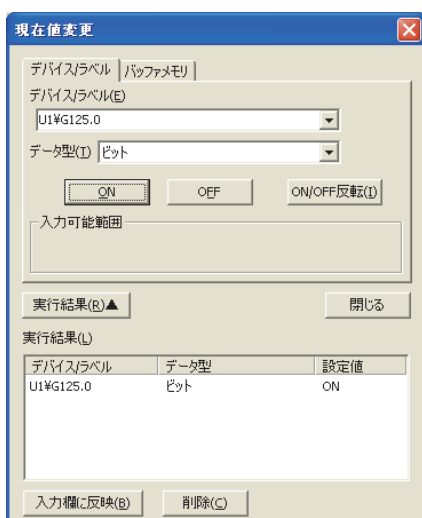 現在値変更
デバイス/ラベル バッファメモリ
デバイス/ラベル(E)
U1¥G125.0
データ型(T) ビット
ON OFF ON/OFF反転(I)
入力可能範囲
実行結果(R)▲ 閉じる
実行結果(L)
デバイス/ラベル データ型 設定値
U1¥G125.0 ビット ON
入力欄に反映(B) 削除(C)